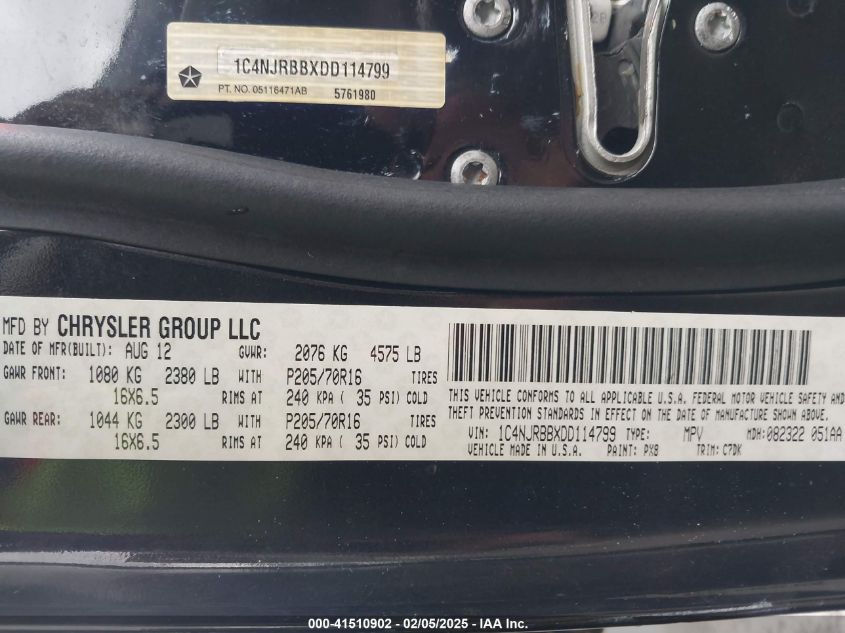 28
1C4NJRBBXDD114799
PT. NO. 05116471AB 5761980
MFD BY CHRYSLER GROUP LLC
DATE OF MFR(BUILT): AUG 12 GVWR: 2076 KG 4575 LB
GAWR FRONT: 1080 KG 2380 LB WITH P205/70R16 TIRES
16X6.5 RIMS AT 240 KPA ( 35 PSI) COLD
GAWR REAR: 1044 KG 2300 LB WITH P205/70R16 TIRES
16X6.5 RIMS AT 240 KPA ( 35 PSI) COLD
THIS VEHICLE CONFORMS TO ALL APPLICABLE U.S.A. FEDERAL MOTOR VEHICLE SAFETY AND
THEFT PREVENTION STANDARDS IN EFFECT ON THE DATE OF MANUFACTURE SHOWN ABOVE.
VIN: 1C4NJRBBXDD114799 TYPE: MPV MDH: 082322 051AA
VEHICLE MADE IN U.S.A. PAINT: PX8 TRIM: C7DK
000-41510902 - 02/05/2025 - IAA Inc.